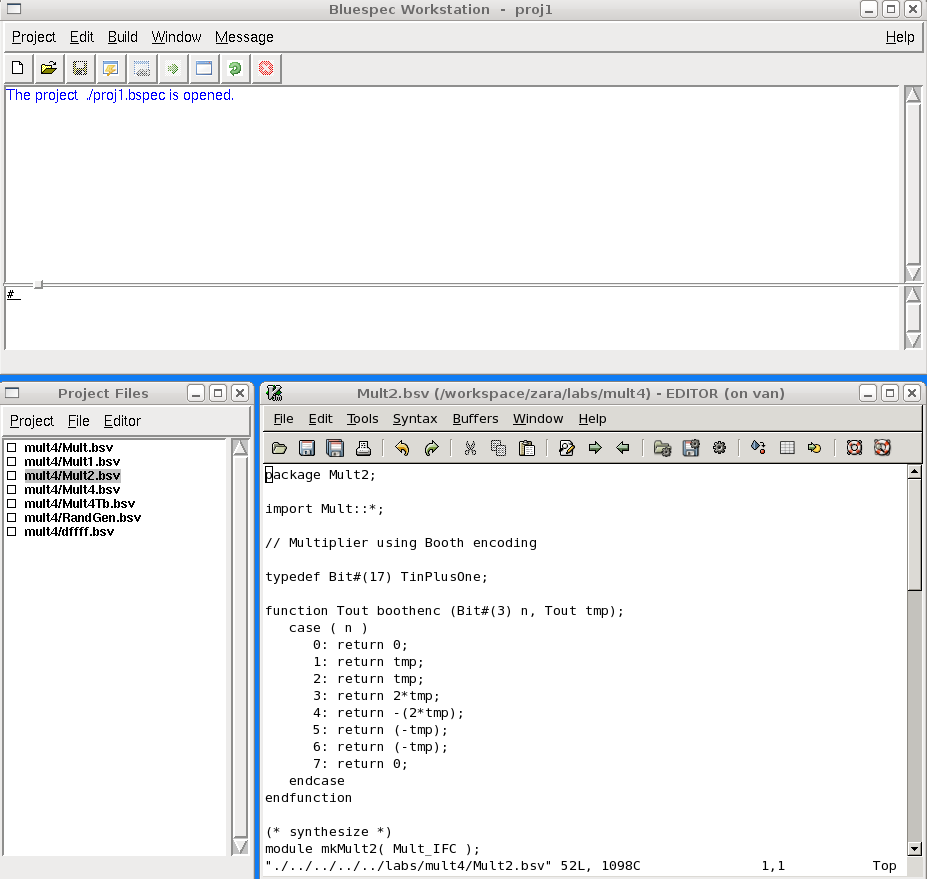 Bluespec Workstation - proj1
Project Edit Build Window Message Help
The project ./proj1.bspec is opened.
#
Project Files
Project File Editor
mult4/Mult.bsv
mult4/Mult1.bsv
mult4/Mult2.bsv
mult4/Mult4.bsv
mult4/Mult4Tb.bsv
mult4/RandGen.bsv
mult4/dffff.bsv
Mult2.bsv (/workspace/zara/labs/mult4) - EDITOR (on van)
File Edit Tools Syntax Buffers Window Help
package Mult2;
import Mult::*;
// Multiplier using Booth encoding
typedef Bit#(17) TinPlusOne;
function Tout boothenc (Bit#(3) n, Tout tmp);
case ( n )
0: return 0;
1: return tmp;
2: return tmp;
3: return 2*tmp;
4: return -(2*tmp);
5: return (-tmp);
6: return (-tmp);
7: return 0;
endcase
endfunction
(* synthesize *)
module mkMult2( Mult_IFC );
"./../../../../labs/mult4/Mult2.bsv" 52L, 1098C 1,1 Top